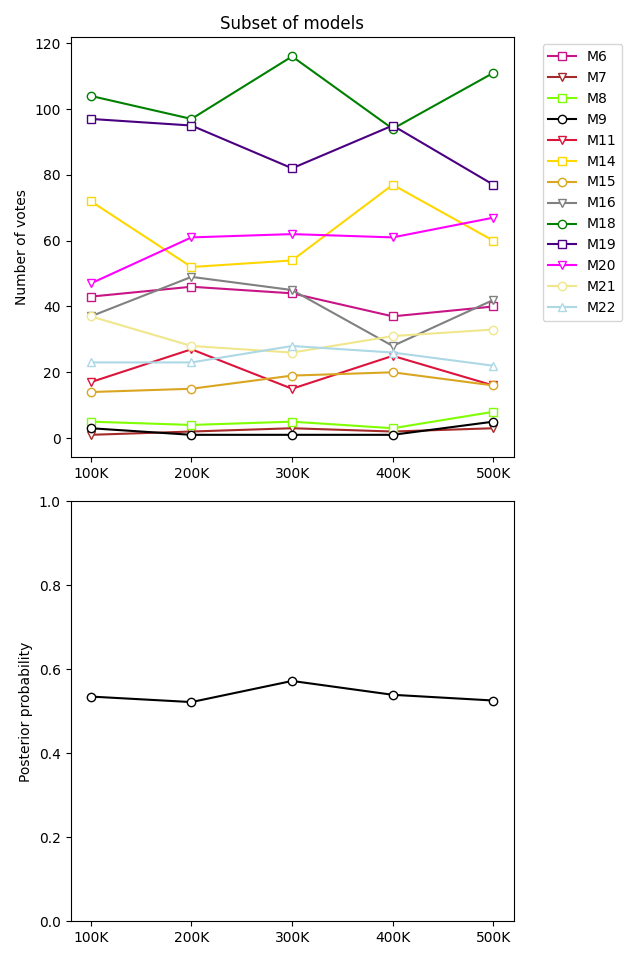 Subset of models
Number of votes
120
100
80
60
40
20
0
100K 200K 300K 400K 500K
M6
M7
M8
M9
M11
M14
M15
M16
M18
M19
M20
M21
M22
Posterior probability
1.0
0.8
0.6
0.4
0.2
0.0
100K 200K 300K 400K 500K